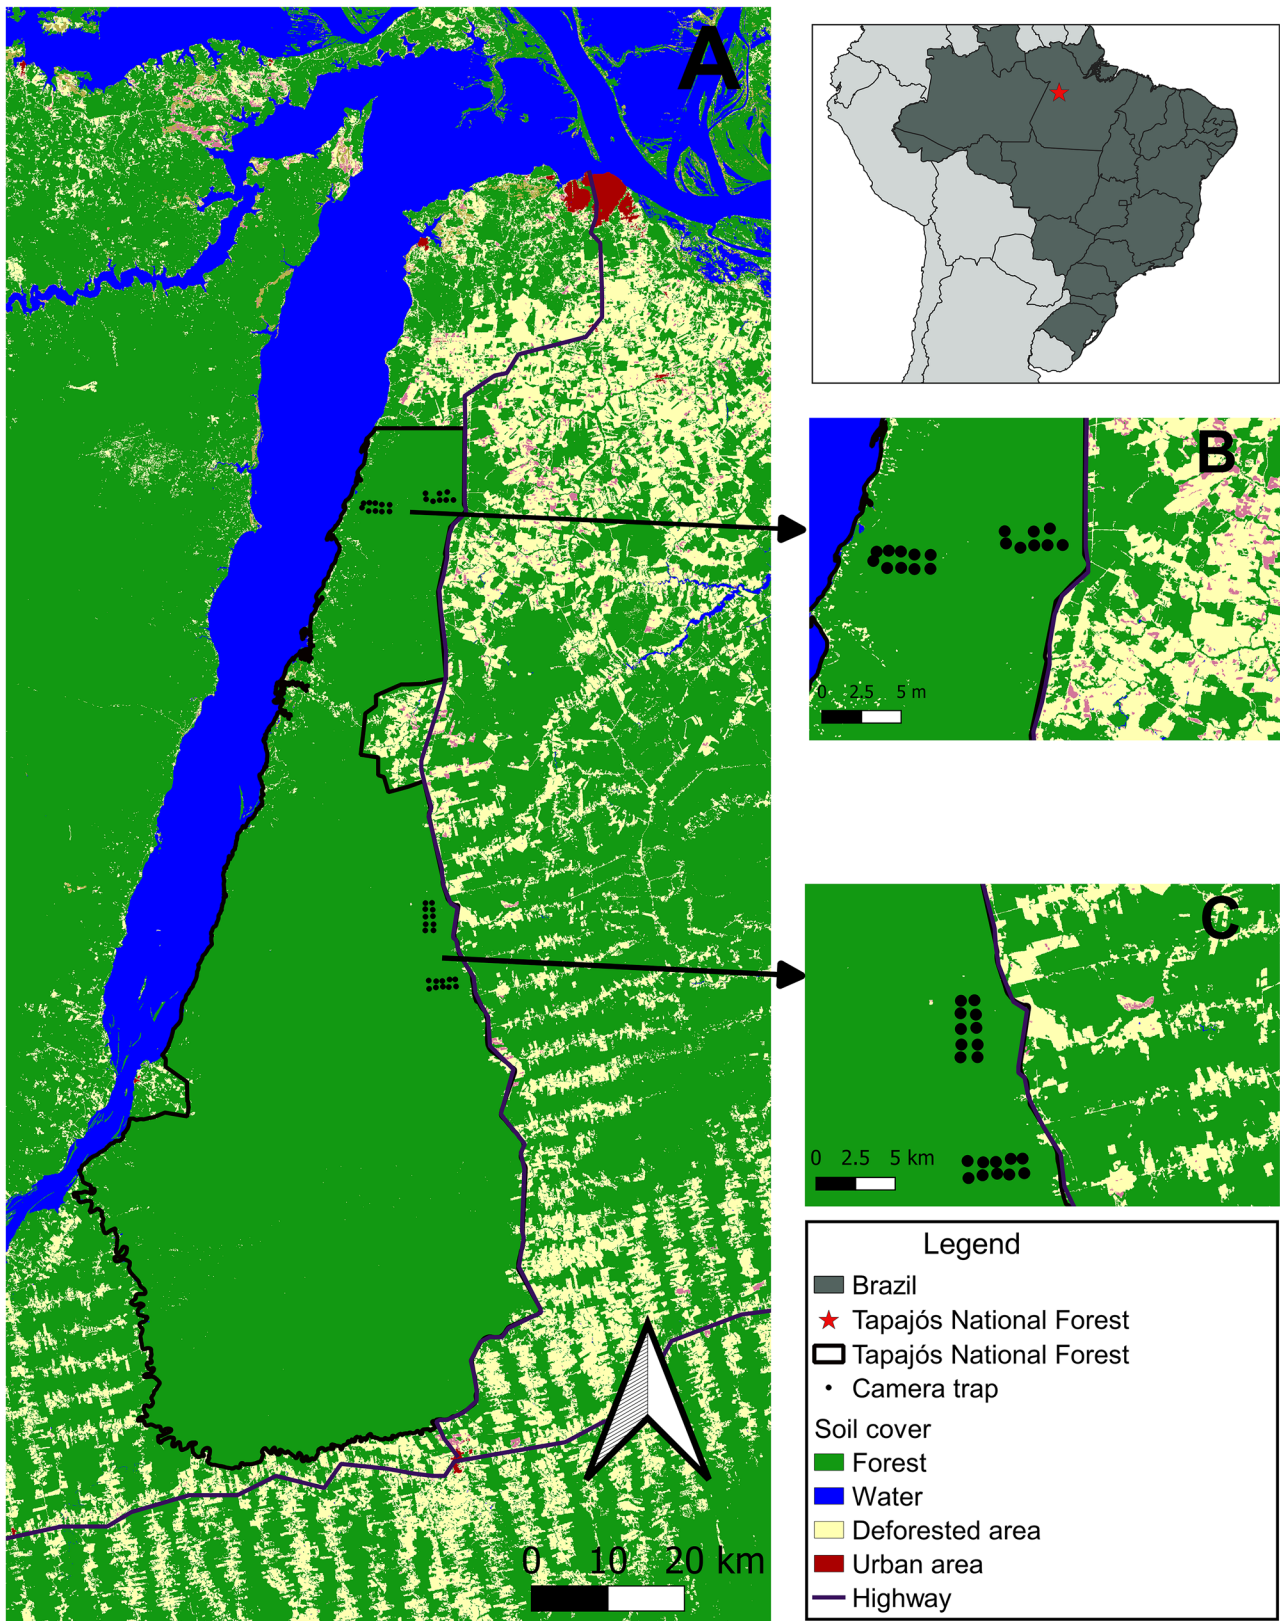 A
B
0 2.5 5 m
C
0 2.5 5 km
0 10 20 km
Legend
Brazil
Tapajós National Forest
Tapajós National Forest
Camera trap
Soil cover
Forest
Water
Deforested area
Urban area
Highway